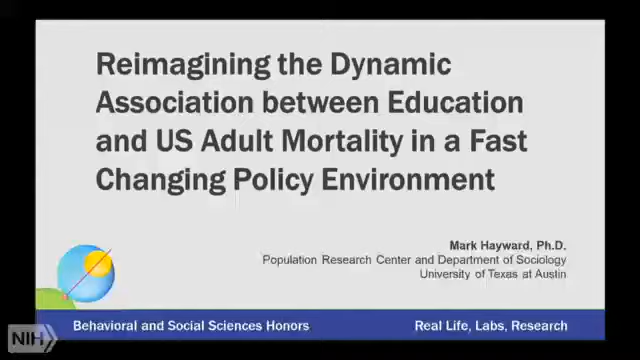 Reimagining the Dynamic
Association between Education
and US Adult Mortality in a Fast
Changing Policy Environment
Mark Hayward, Ph.D.
Population Research Center and Department of Sociology
University of Texas at Austin
Behavioral and Social Sciences Honors
Real Life, Labs, Research
NIH